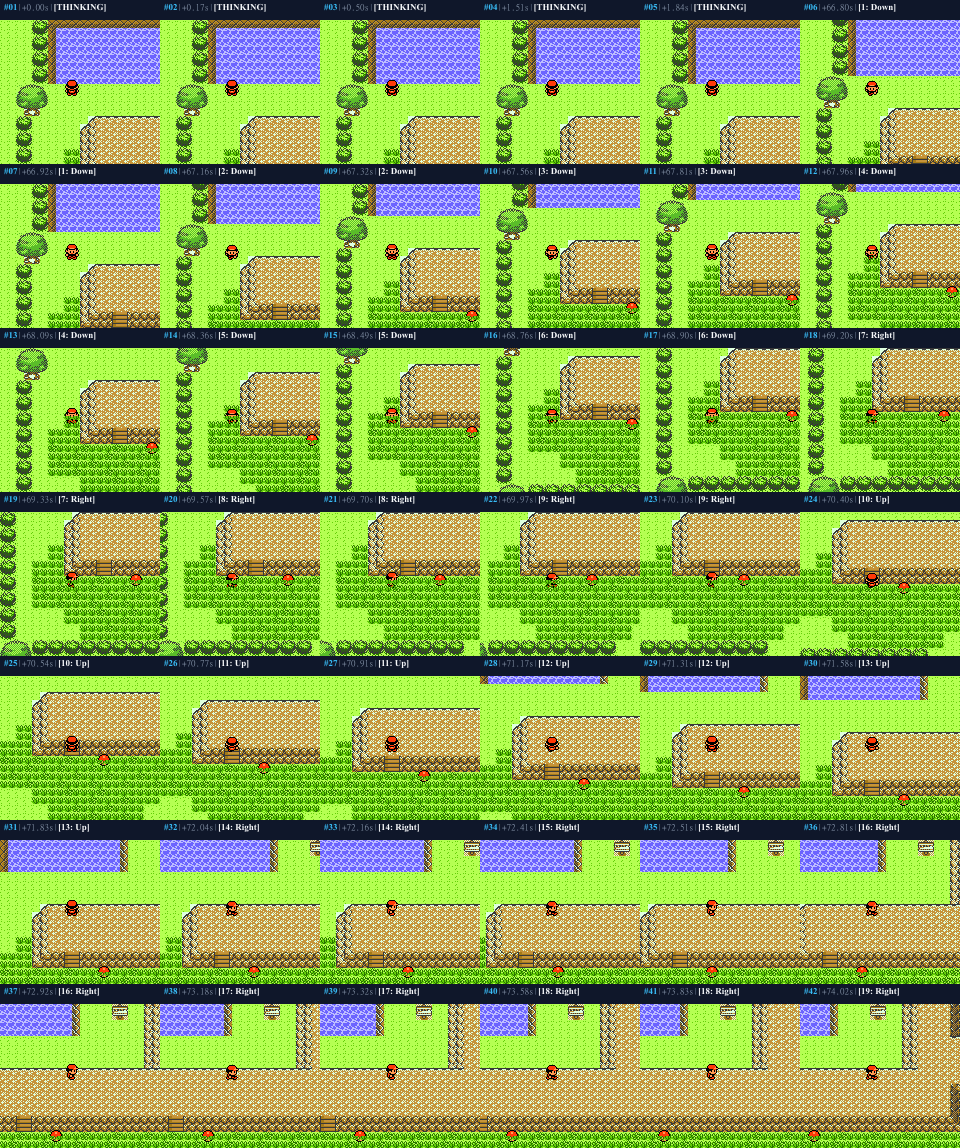 #01|+0.00s|[THINKING]
#02|+0.17s|[THINKING]
#03|+0.50s|[THINKING]
#04|+1.51s|[THINKING]
#05|+1.84s|[THINKING]
#06|+66.80s|[1: Down]
#07|+66.92s|[1: Down]
#08|+67.16s|[2: Down]
#09|+67.32s|[2: Down]
#10|+67.56s|[3: Down]
#11|+67.81s|[3: Down]
#12|+67.96s|[4: Down]
#13|+68.09s|[4: Down]
#14|+68.36s|[5: Down]
#15|+68.49s|[5: Down]
#16|+68.76s|[6: Down]
#17|+68.90s|[6: Down]
#18|+69.20s|[7: Right]
#19|+69.33s|[7: Right]
#20|+69.57s|[8: Right]
#21|+69.70s|[8: Right]
#22|+69.97s|[9: Right]
#23|+70.10s|[9: Right]
#24|+70.40s|[10: Up]
#25|+70.54s|[10: Up]
#26|+70.77s|[11: Up]
#27|+70.91s|[11: Up]
#28|+71.17s|[12: Up]
#29|+71.31s|[12: Up]
#30|+71.58s|[13: Up]
#31|+71.83s|[13: Up]
#32|+72.04s|[14: Right]
#33|+72.16s|[14: Right]
#34|+72.41s|[15: Right]
#35|+72.51s|[15: Right]
#36|+72.81s|[16: Right]
#37|+72.92s|[16: Right]
#38|+73.18s|[17: Right]
#39|+73.32s|[17: Right]
#40|+73.58s|[18: Right]
#41|+73.83s|[18: Right]
#42|+74.02s|[19: Right]